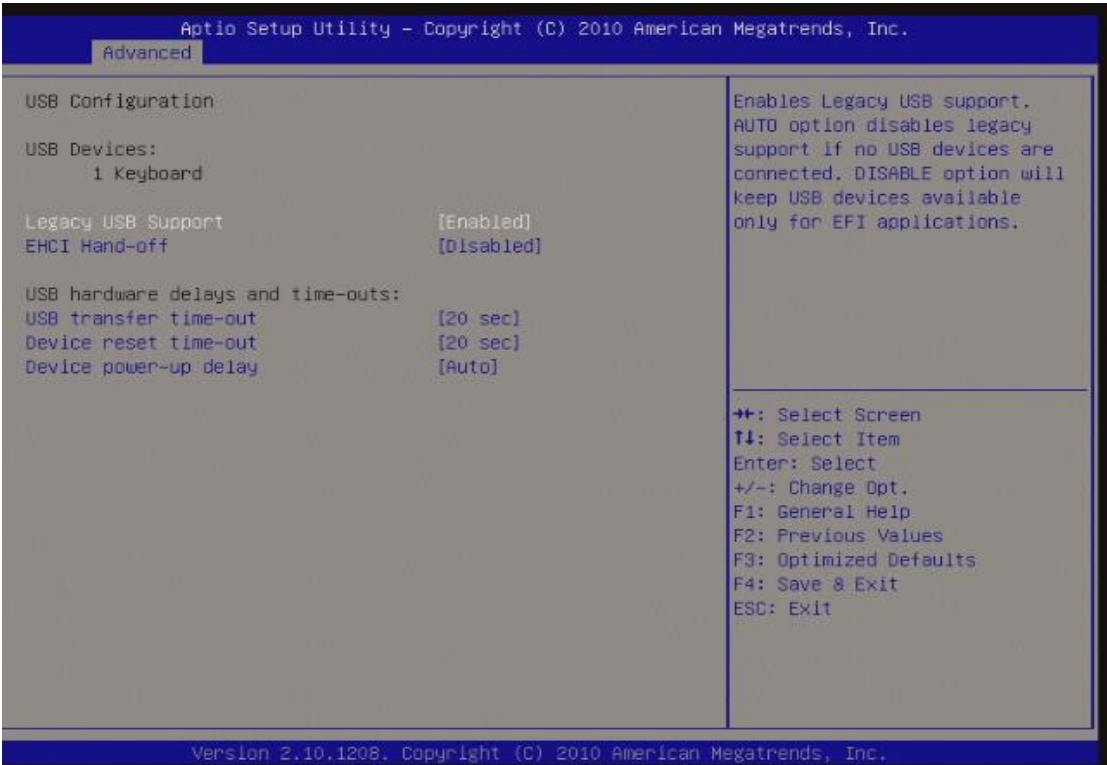 Aptio Setup Utility – Copyright (C) 2010 American Megatrends, Inc.
Advanced
USB Configuration
USB Devices:
1 Keyboard
Legacy USB Support [Enabled]
EHCI Hand-off [Disabled]
USB hardware delays and time-outs:
USB transfer time-out [20 sec]
Device reset time-out [20 sec]
Device power-up delay [Auto]
Enables Legacy USB support.
AUTO option disables legacy
support if no USB devices are
connected. DISABLE option will
keep USB devices available
only for EFI applications.
→←: Select Screen
↑↓: Select Item
Enter: Select
+/-: Change Opt.
F1: General Help
F2: Previous Values
F3: Optimized Defaults
F4: Save & Exit
ESC: Exit
Version 2.10.1208. Copyright (C) 2010 American Megatrends, Inc.